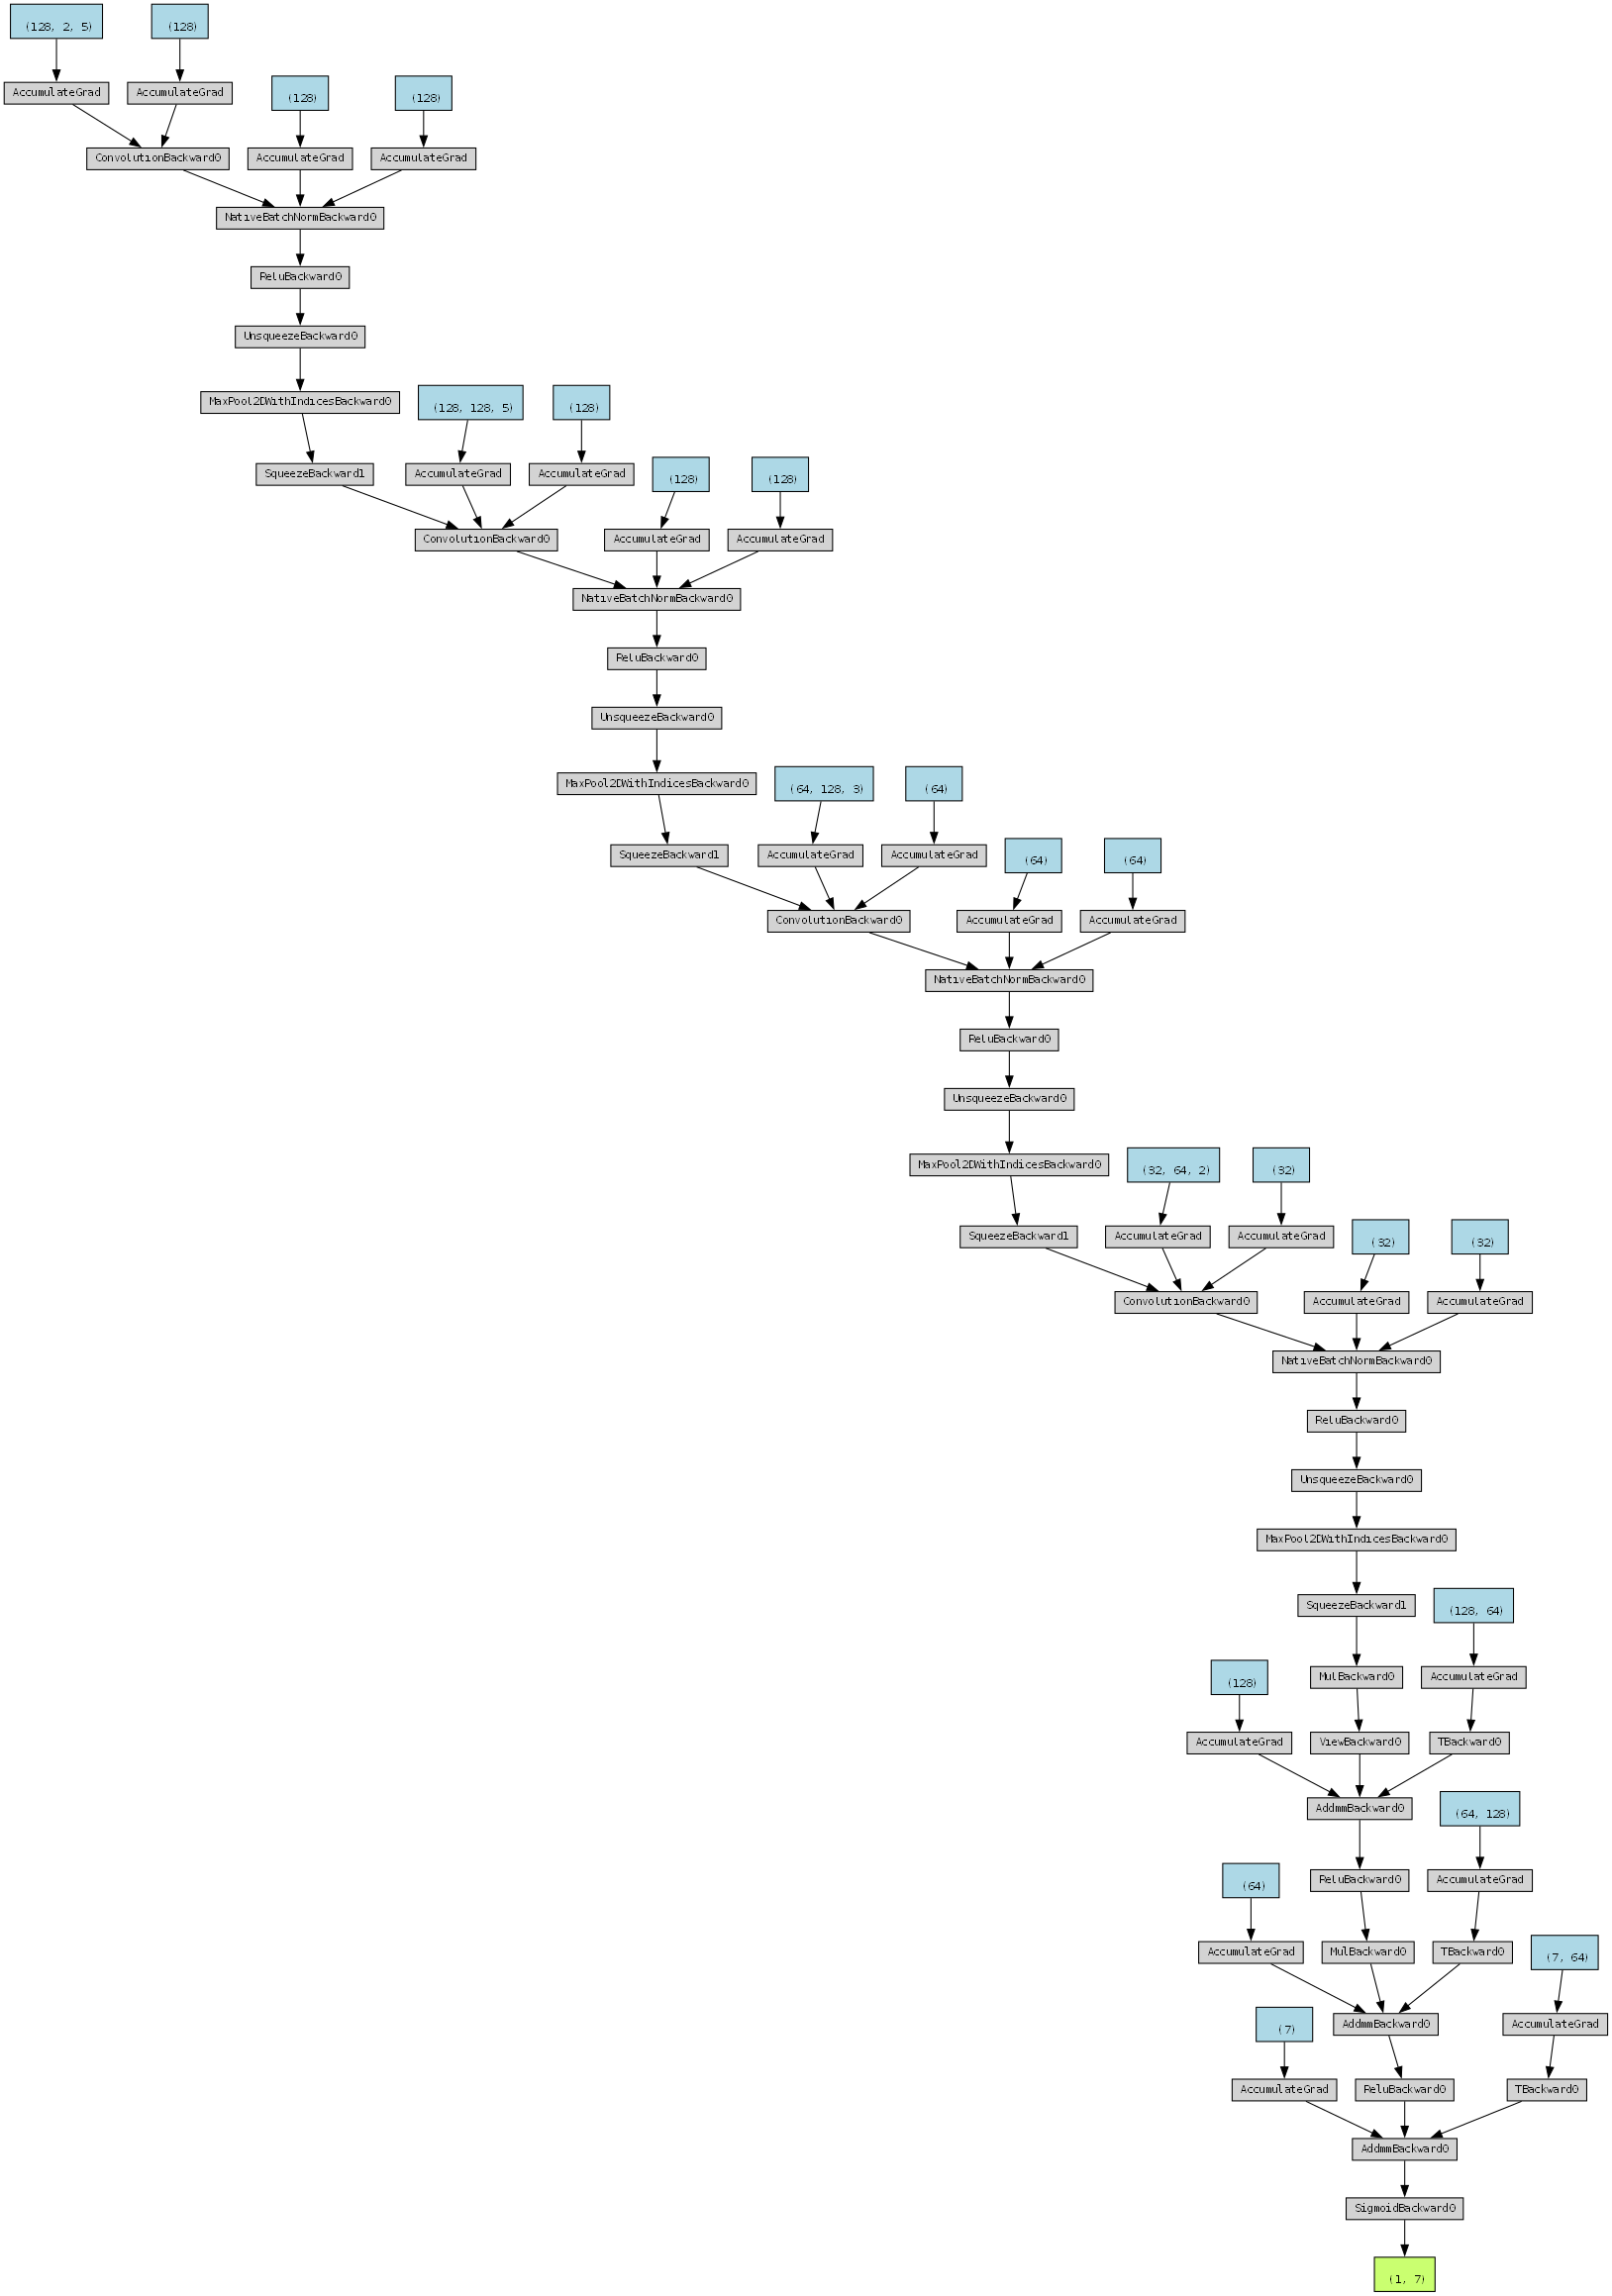 (128, 2, 5)
(128)
AccumulateGrad
AccumulateGrad
(128)
(128)
ConvolutionBackward0
AccumulateGrad
AccumulateGrad
NativeBatchNormBackward0
ReluBackward0
UnsqueezeBackward0
MaxPool2DWithIndicesBackward0
(128, 128, 5)
(128)
SqueezeBackward1
AccumulateGrad
AccumulateGrad
(128)
(128)
ConvolutionBackward0
AccumulateGrad
AccumulateGrad
NativeBatchNormBackward0
ReluBackward0
UnsqueezeBackward0
MaxPool2DWithIndicesBackward0
(64, 128, 3)
(64)
SqueezeBackward1
AccumulateGrad
AccumulateGrad
(64)
(64)
ConvolutionBackward0
AccumulateGrad
AccumulateGrad
NativeBatchNormBackward0
ReluBackward0
UnsqueezeBackward0
MaxPool2DWithIndicesBackward0
(32, 64, 2)
(32)
SqueezeBackward1
AccumulateGrad
AccumulateGrad
(32)
(32)
ConvolutionBackward0
AccumulateGrad
AccumulateGrad
NativeBatchNormBackward0
ReluBackward0
UnsqueezeBackward0
MaxPool2DWithIndicesBackward0
SqueezeBackward1
(128, 64)
(128)
MulBackward0
AccumulateGrad
AccumulateGrad
ViewBackward0
TBackward0
AddmmBackward0
(64, 128)
(64)
ReluBackward0
AccumulateGrad
AccumulateGrad
MulBackward0
TBackward0
(7, 64)
(7)
AddmmBackward0
AccumulateGrad
AccumulateGrad
ReluBackward0
TBackward0
AddmmBackward0
SigmoidBackward0
(1, 7)